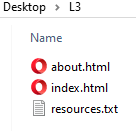 Desktop > L3
Name
about.html
index.html
resources.txt